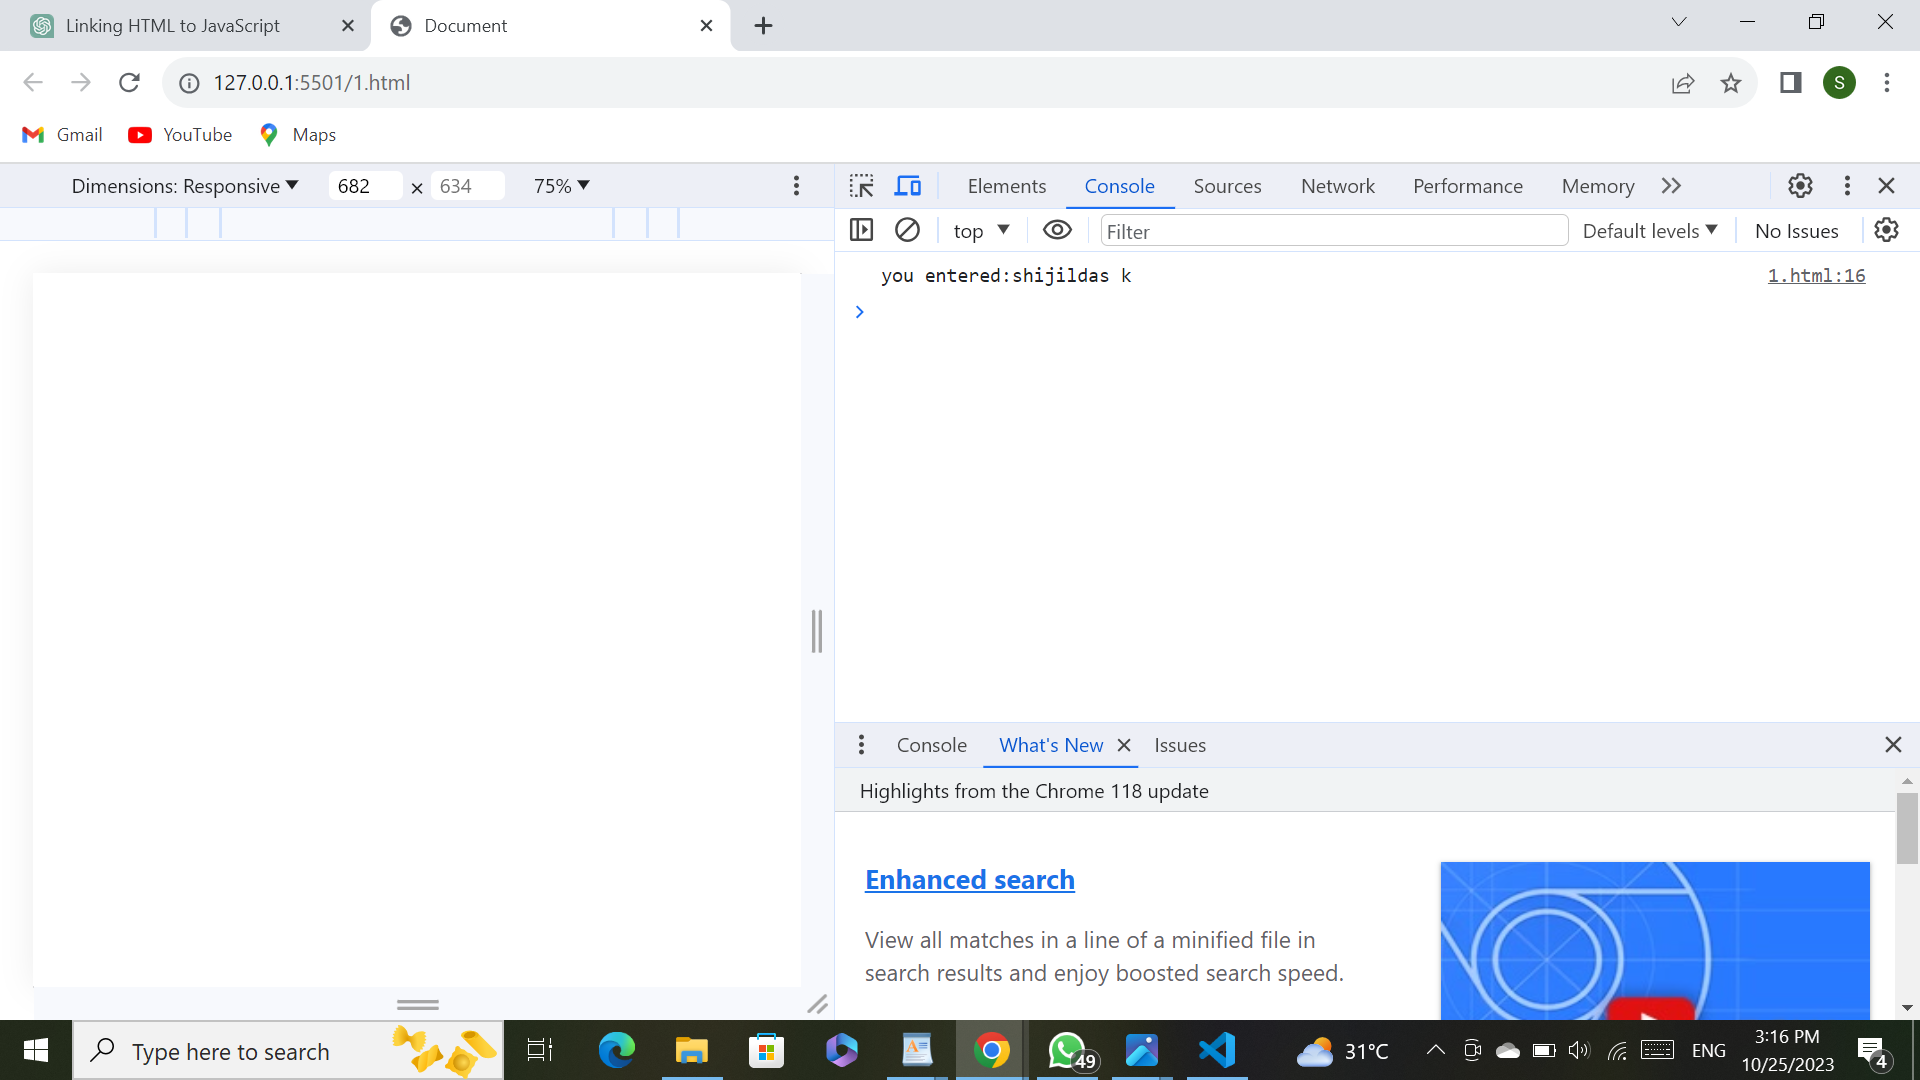 Linking HTML to JavaScript
Document
127.0.0.1:5501/1.html
S
Gmail
YouTube
Maps
Dimensions: Responsive
682 × 634
75%
Elements
Console
Sources
Network
Performance
Memory
top
Filter
Default levels
No Issues
you entered:shijildas k
1.html:16
Console
What's New
Issues
Highlights from the Chrome 118 update
Enhanced search
View all matches in a line of a minified file in
search results and enjoy boosted search speed.
Type here to search
49
31°C
ENG
3:16 PM
10/25/2023
4